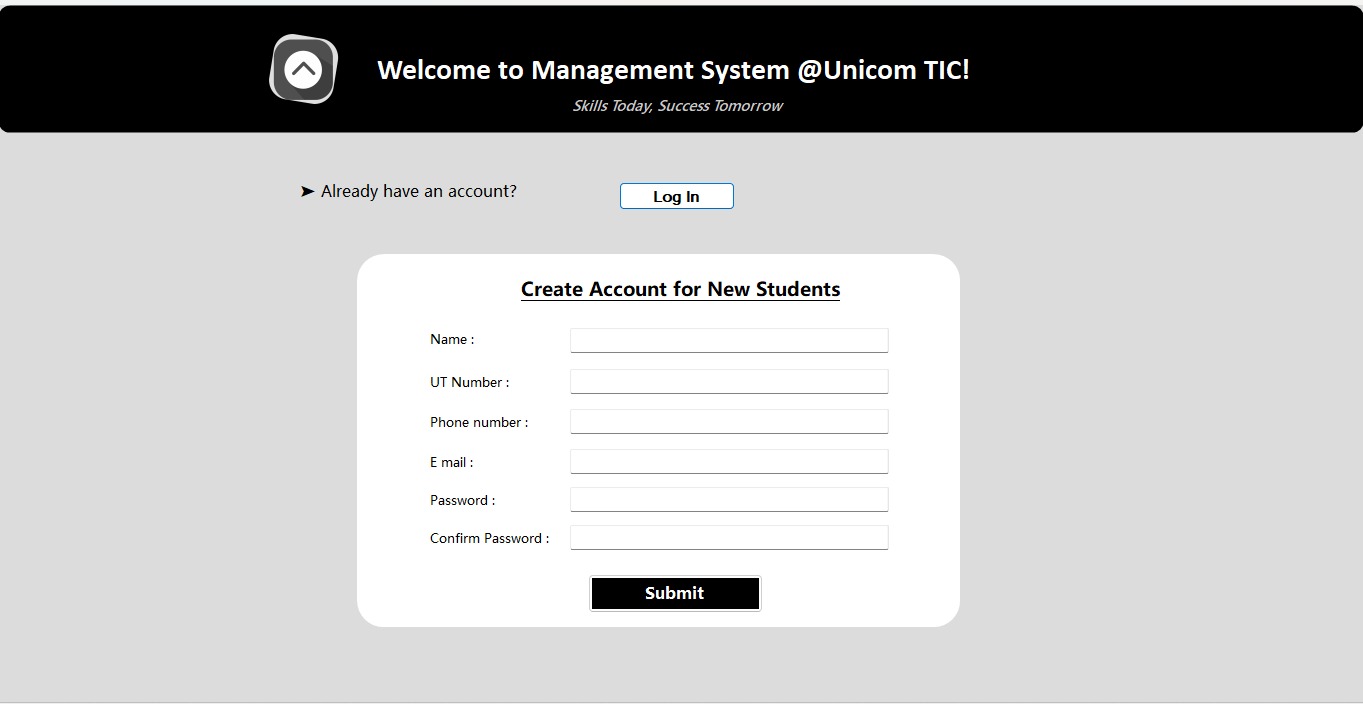 Welcome to Management System @Unicom TIC!
Skills Today, Success Tomorrow
➤ Already have an account?
Log In
Create Account for New Students
Name :
UT Number :
Phone number :
E mail :
Password :
Confirm Password :
Submit